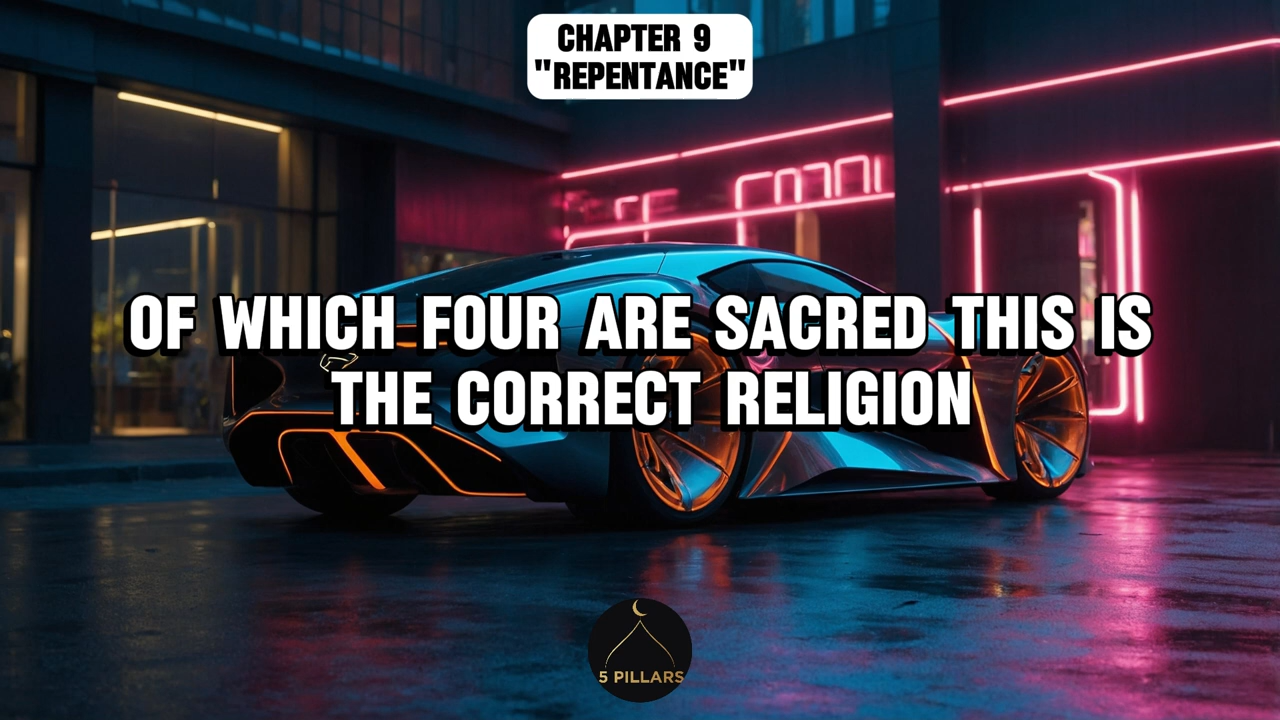 CHAPTER 9
"REPENTANCE"
OF WHICH FOUR ARE SACRED THIS IS
THE CORRECT RELIGION
5 PILLARS